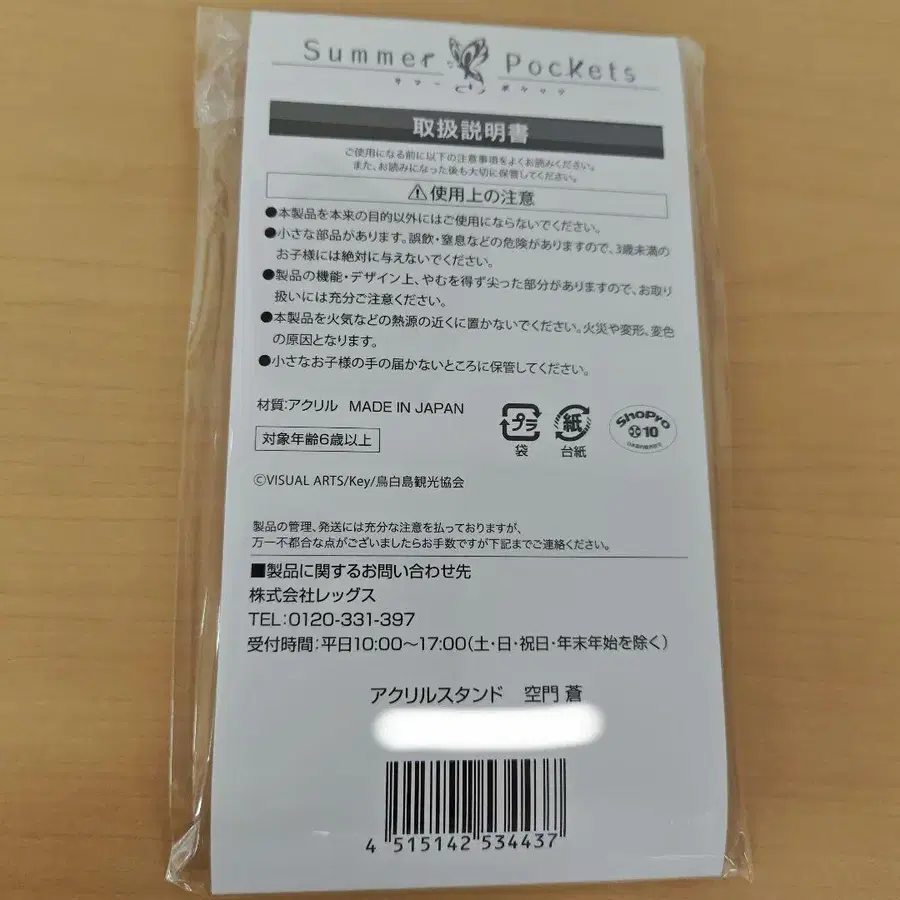 Summer Pockets
サマー ポケッツ
取扱説明書
ご使用になる前に以下の注意事項をよくお読みください。
また、お読みになった後も大切に保管してください。
⚠使用上の注意
●本製品を本来の目的以外にはご使用にならないでください。
●小さな部品があります。誤飲・窒息などの危険がありますので、3歳未満の
お子様には絶対に与えないでください。
●製品の機能・デザイン上、やむを得ず尖った部分がありますので、お取り
扱いには充分ご注意ください。
●本製品を火気などの熱源の近くに置かないでください。火災や変形、変色
の原因となります。
●小さなお子様の手の届かないところに保管してください。
材質:アクリル MADE IN JAPAN
プラ
袋
紙
台紙
ShoPro
10
対象年齢6歳以上
©VISUAL ARTS/Key/鳥白島観光協会
製品の管理、発送には充分な注意を払っておりますが、
万一不都合な点がございましたらお手数ですが下記までご連絡ください。
■製品に関するお問い合わせ先
株式会社レッグス
TEL:0120-331-397
受付時間:平日10:00〜17:00(土・日・祝日・年末年始を除く)
アクリルスタンド 空門 蒼
4 515142 534437